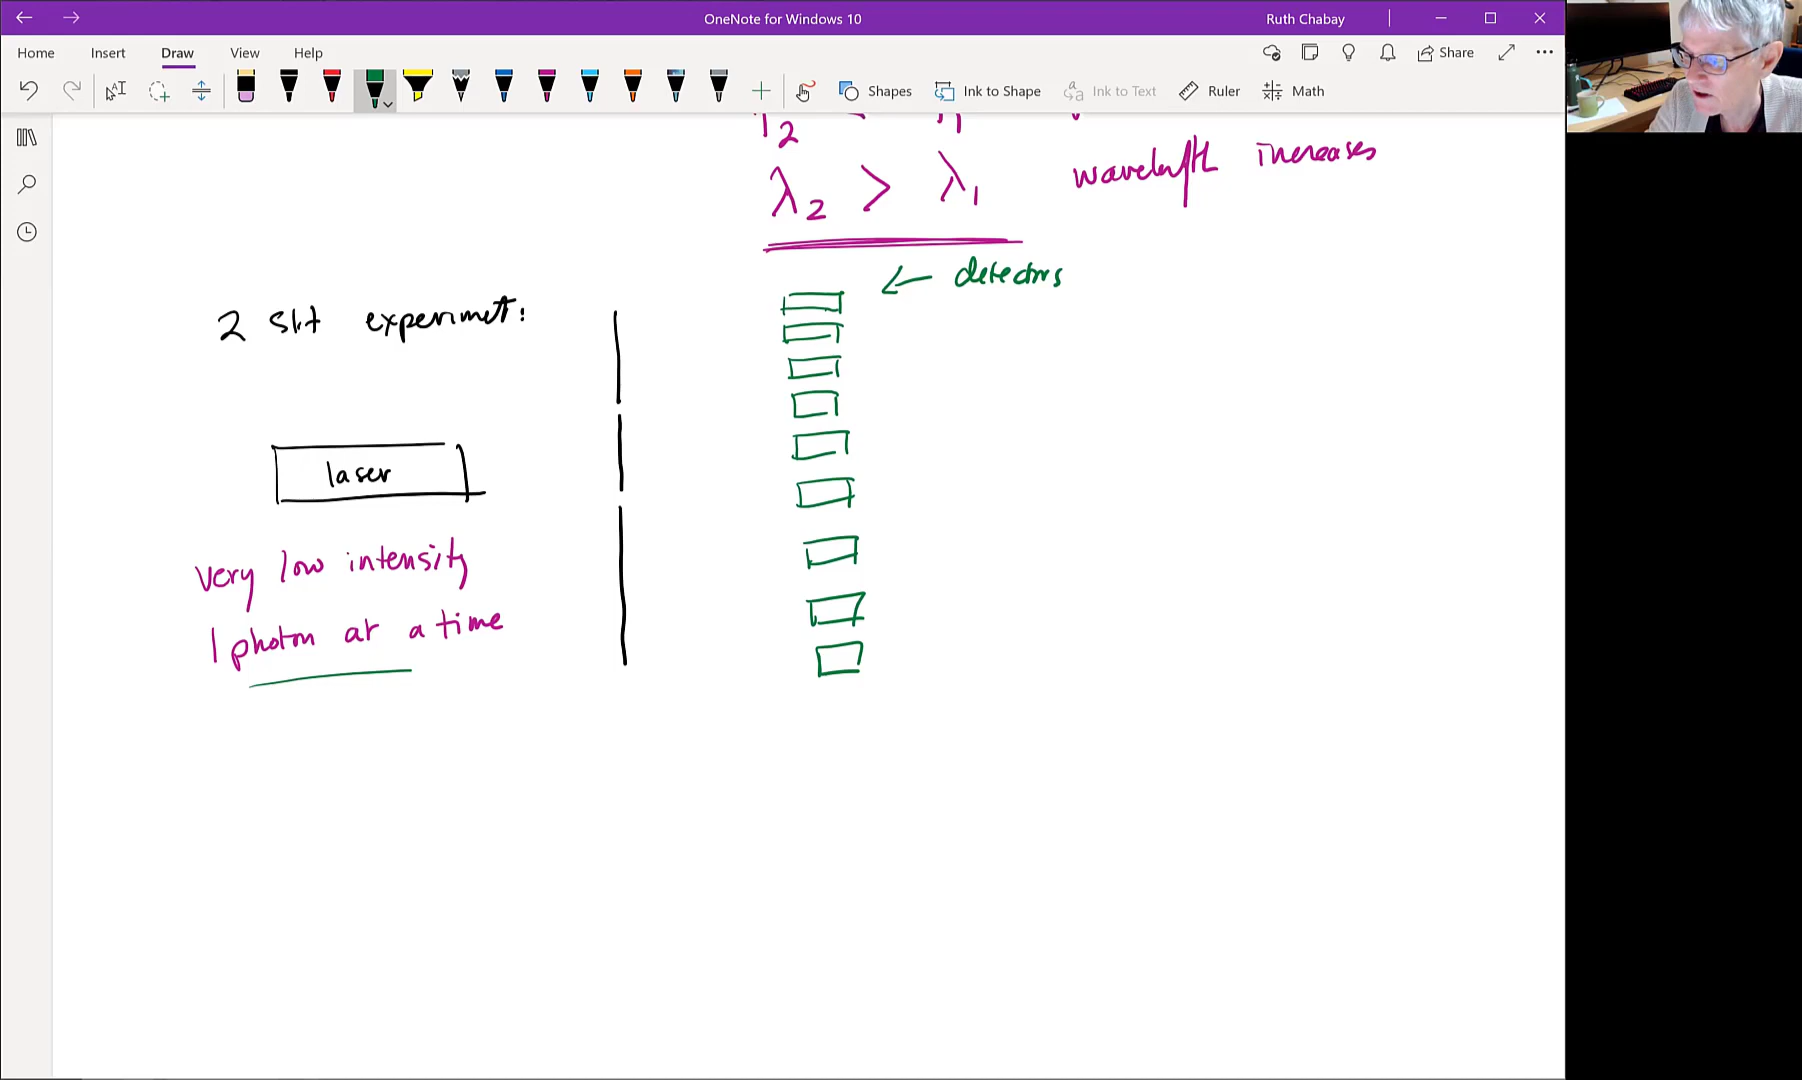 OneNote for Windows 10
Ruth Chabay
Home Insert Draw View Help
Share
Shapes Ink to Shape Ink to Text Ruler Math
λ2 > λ1 wavelength increases
← detectors
2 slit experiment:
laser
very low intensity
1 photon at a time